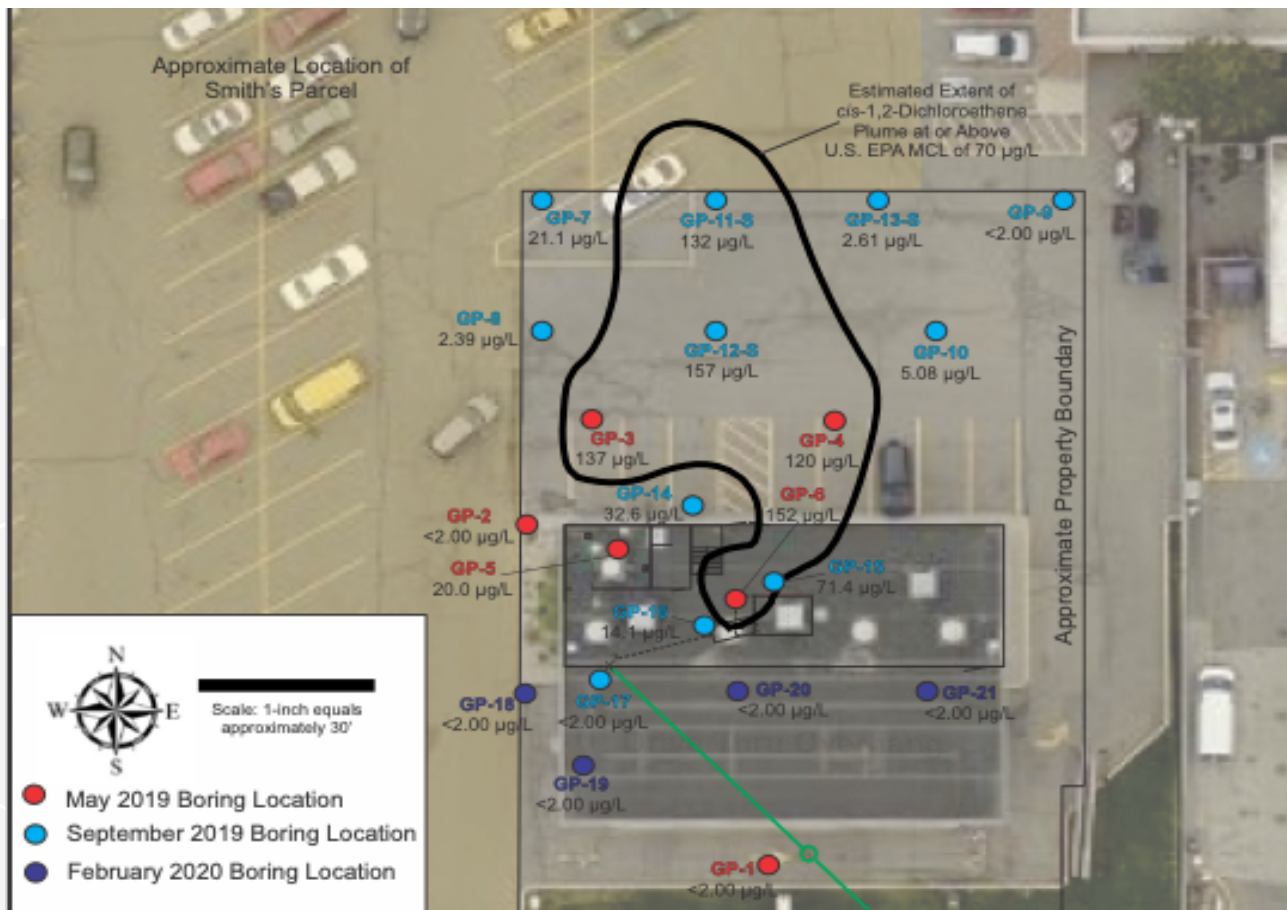 Approximate Location of
Smith's Parcel
Estimated Extent of
cis-1,2-Dichloroethene
Plume at or Above
U.S. EPA MCL of 70 µg/L
GP-7
21.1 µg/L
GP-11-S
132 µg/L
GP-13-S
2.61 µg/L
GP-9
<2.00 µg/L
GP-8
2.39 µg/L
GP-12-S
157 µg/L
GP-10
5.08 µg/L
GP-3
137 µg/L
GP-4
120 µg/L
GP-14
32.6 µg/L
GP-6
152 µg/L
GP-2
<2.00 µg/L
GP-5
20.0 µg/L
GP-15
71.4 µg/L
14.1 µg/L
GP-18
<2.00 µg/L
GP-17
<2.00 µg/L
GP-20
<2.00 µg/L
GP-21
<2.00 µg/L
GP-19
<2.00 µg/L
GP-1
<2.00 µg/L
Approximate Property Boundary
N
W
E
S
Scale: 1-inch equals
approximately 30'
May 2019 Boring Location
September 2019 Boring Location
February 2020 Boring Location